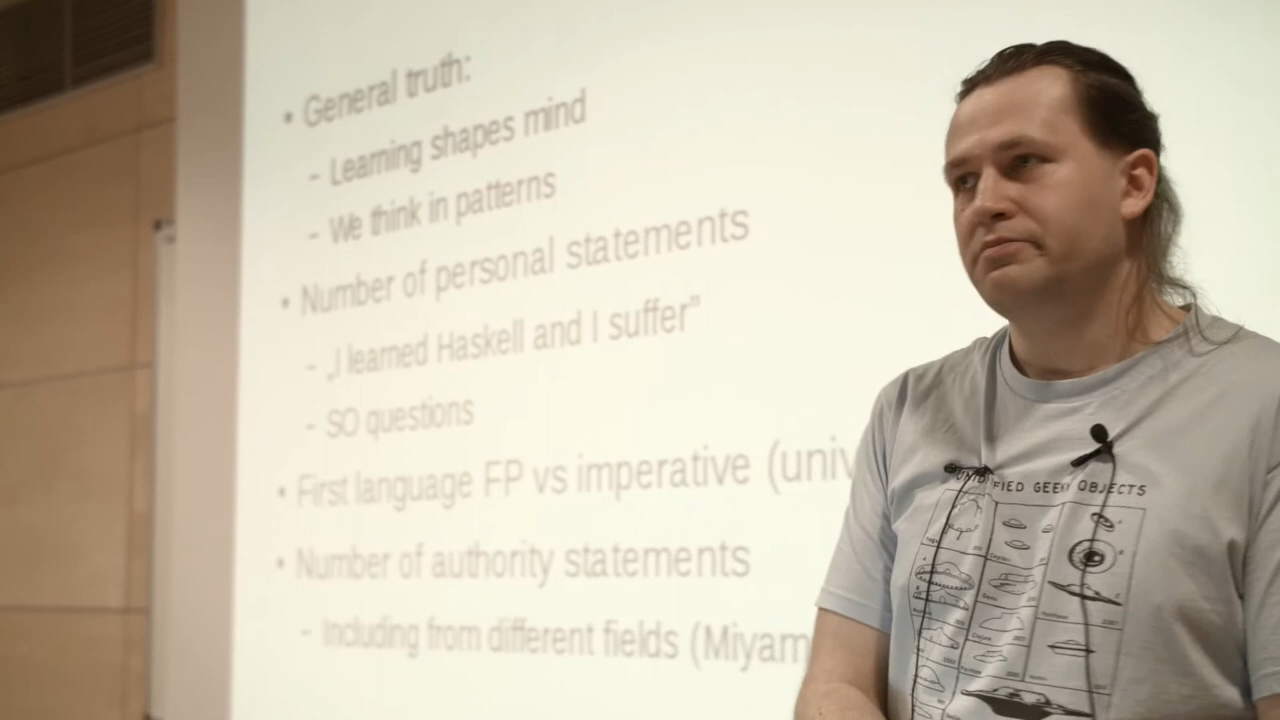 • General truth:
– Learning shapes mind
– We think in patterns
• Number of personal statements
– „I learned Haskell and I suffer”
– SO questions
• First language FP vs imperative (univ
• Number of authority statements
– Including from different fields (Miyam
FIED GEEK OBJECTS